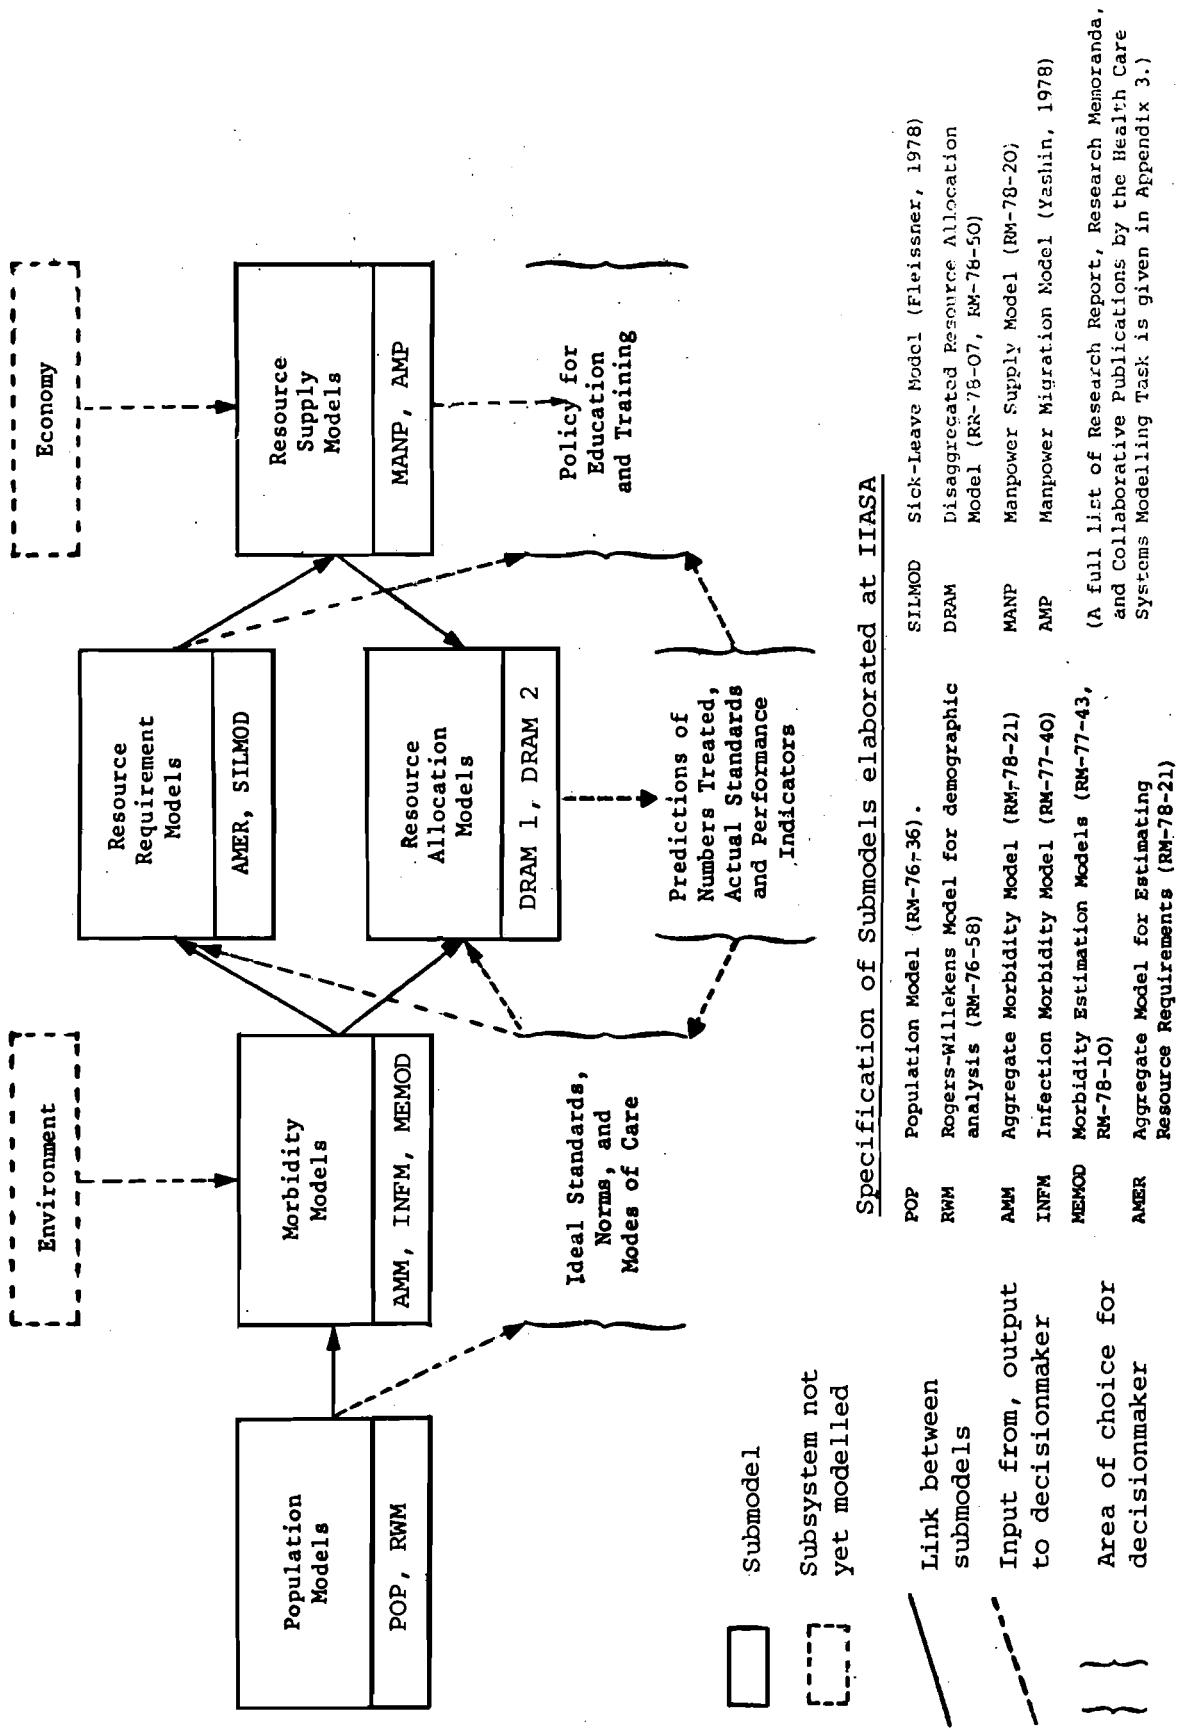 Environment
Economy
Population
Models
POP, RWM
Morbidity
Models
AMM, INFM, MEMOD
Resource
Requirement
Models
AMER, SILMOD
Resource
Allocation
Models
DRAM 1, DRAM 2
Resource
Supply
Models
MANP, AMP
Ideal Standards,
Norms, and
Modes of Care
Predictions of
Numbers Treated,
Actual Standards
and Performance
Indicators
Policy for
Education
and Training
Submodel
Subsystem not
yet modelled
Link between
submodels
Input from, output
to decisionmaker
Area of choice for
decisionmaker
Specification of Submodels elaborated at IIASA
POP Population Model (RM-76-36).
RWM Rogers-Willekens Model for demographic
analysis (RM-76-58)
AMM Aggregate Morbidity Model (RM-78-21)
INFM Infection Morbidity Model (RM-77-40)
MEMOD Morbidity Estimation Models (RM-77-43,
RM-78-10)
AMER Aggregate Model for Estimating
Resource Requirements (RM-78-21)
SILMOD Sick-Leave Model (Fleissner, 1978)
DRAM Disaggregated Resource Allocation
Model (RR-78-07, RM-78-50)
MANP Manpower Supply Model (RM-78-20)
AMP Manpower Migration Model (Yashin, 1978)
(A full list of Research Report, Research Memoranda,
and Collaborative Publications by the Health Care
Systems Modelling Task is given in Appendix 3.)